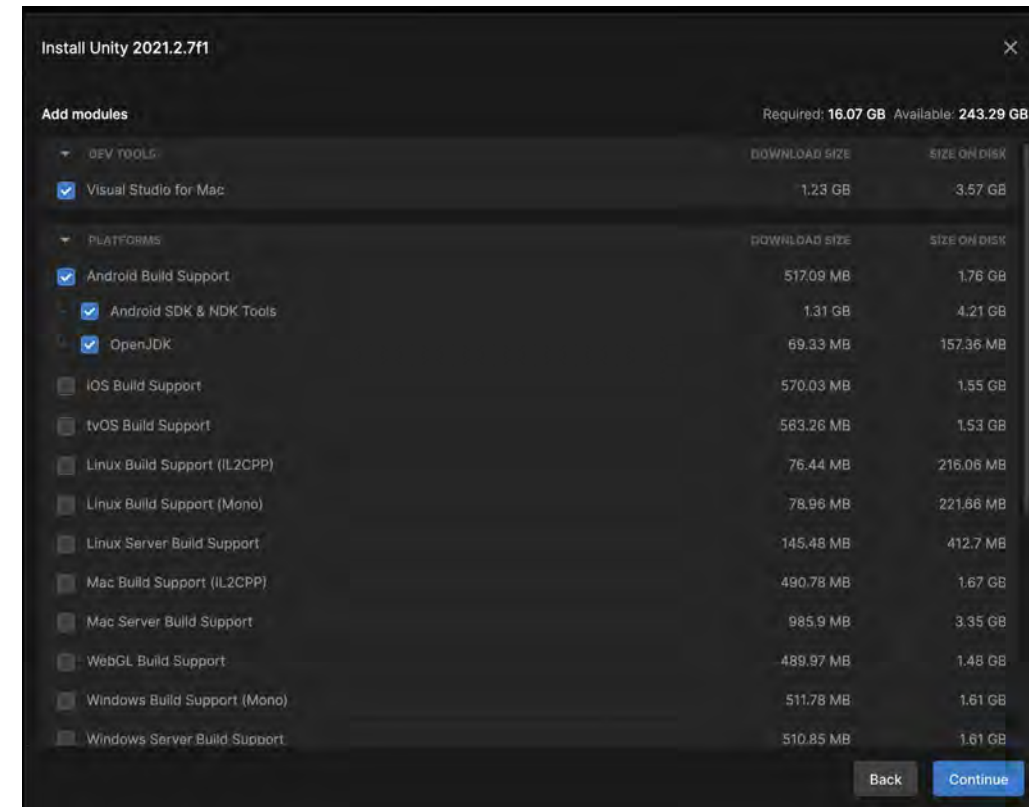 Install Unity 2021.2.7f1
Add modules Required: 16.07 GB Available: 243.29 GB
DEV TOOLS DOWNLOAD SIZE SIZE ON DISK
Visual Studio for Mac 1.23 GB 3.57 GB
PLATFORMS DOWNLOAD SIZE SIZE ON DISK
Android Build Support 517.09 MB 1.76 GB
Android SDK & NDK Tools 1.31 GB 4.21 GB
OpenJDK 69.33 MB 157.36 MB
iOS Build Support 570.03 MB 1.55 GB
tvOS Build Support 563.26 MB 1.53 GB
Linux Build Support (IL2CPP) 76.44 MB 216.06 MB
Linux Build Support (Mono) 78.96 MB 221.66 MB
Linux Server Build Support 145.48 MB 412.7 MB
Mac Build Support (IL2CPP) 490.78 MB 1.67 GB
Mac Server Build Support 985.9 MB 3.35 GB
WebGL Build Support 489.97 MB 1.48 GB
Windows Build Support (Mono) 511.78 MB 1.61 GB
Windows Server Build Support 510.85 MB 1.61 GB
Back Continue